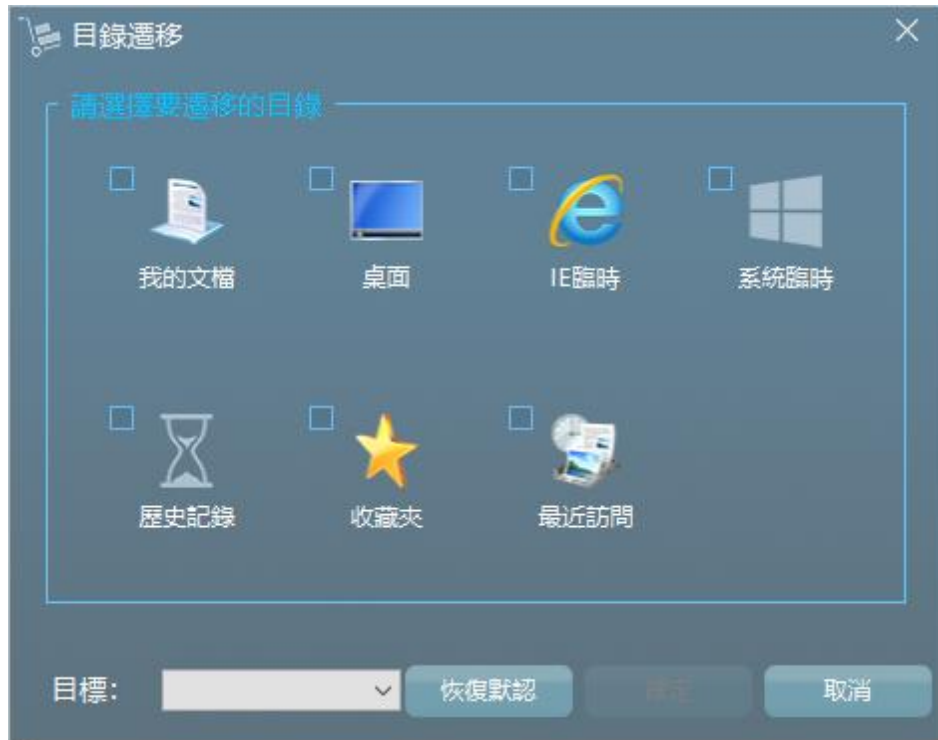 目錄遷移
請選擇要遷移的目錄
我的文檔
桌面
IE臨時
系統臨時
歷史記錄
收藏夾
最近訪問
目標：
恢復默認
取消